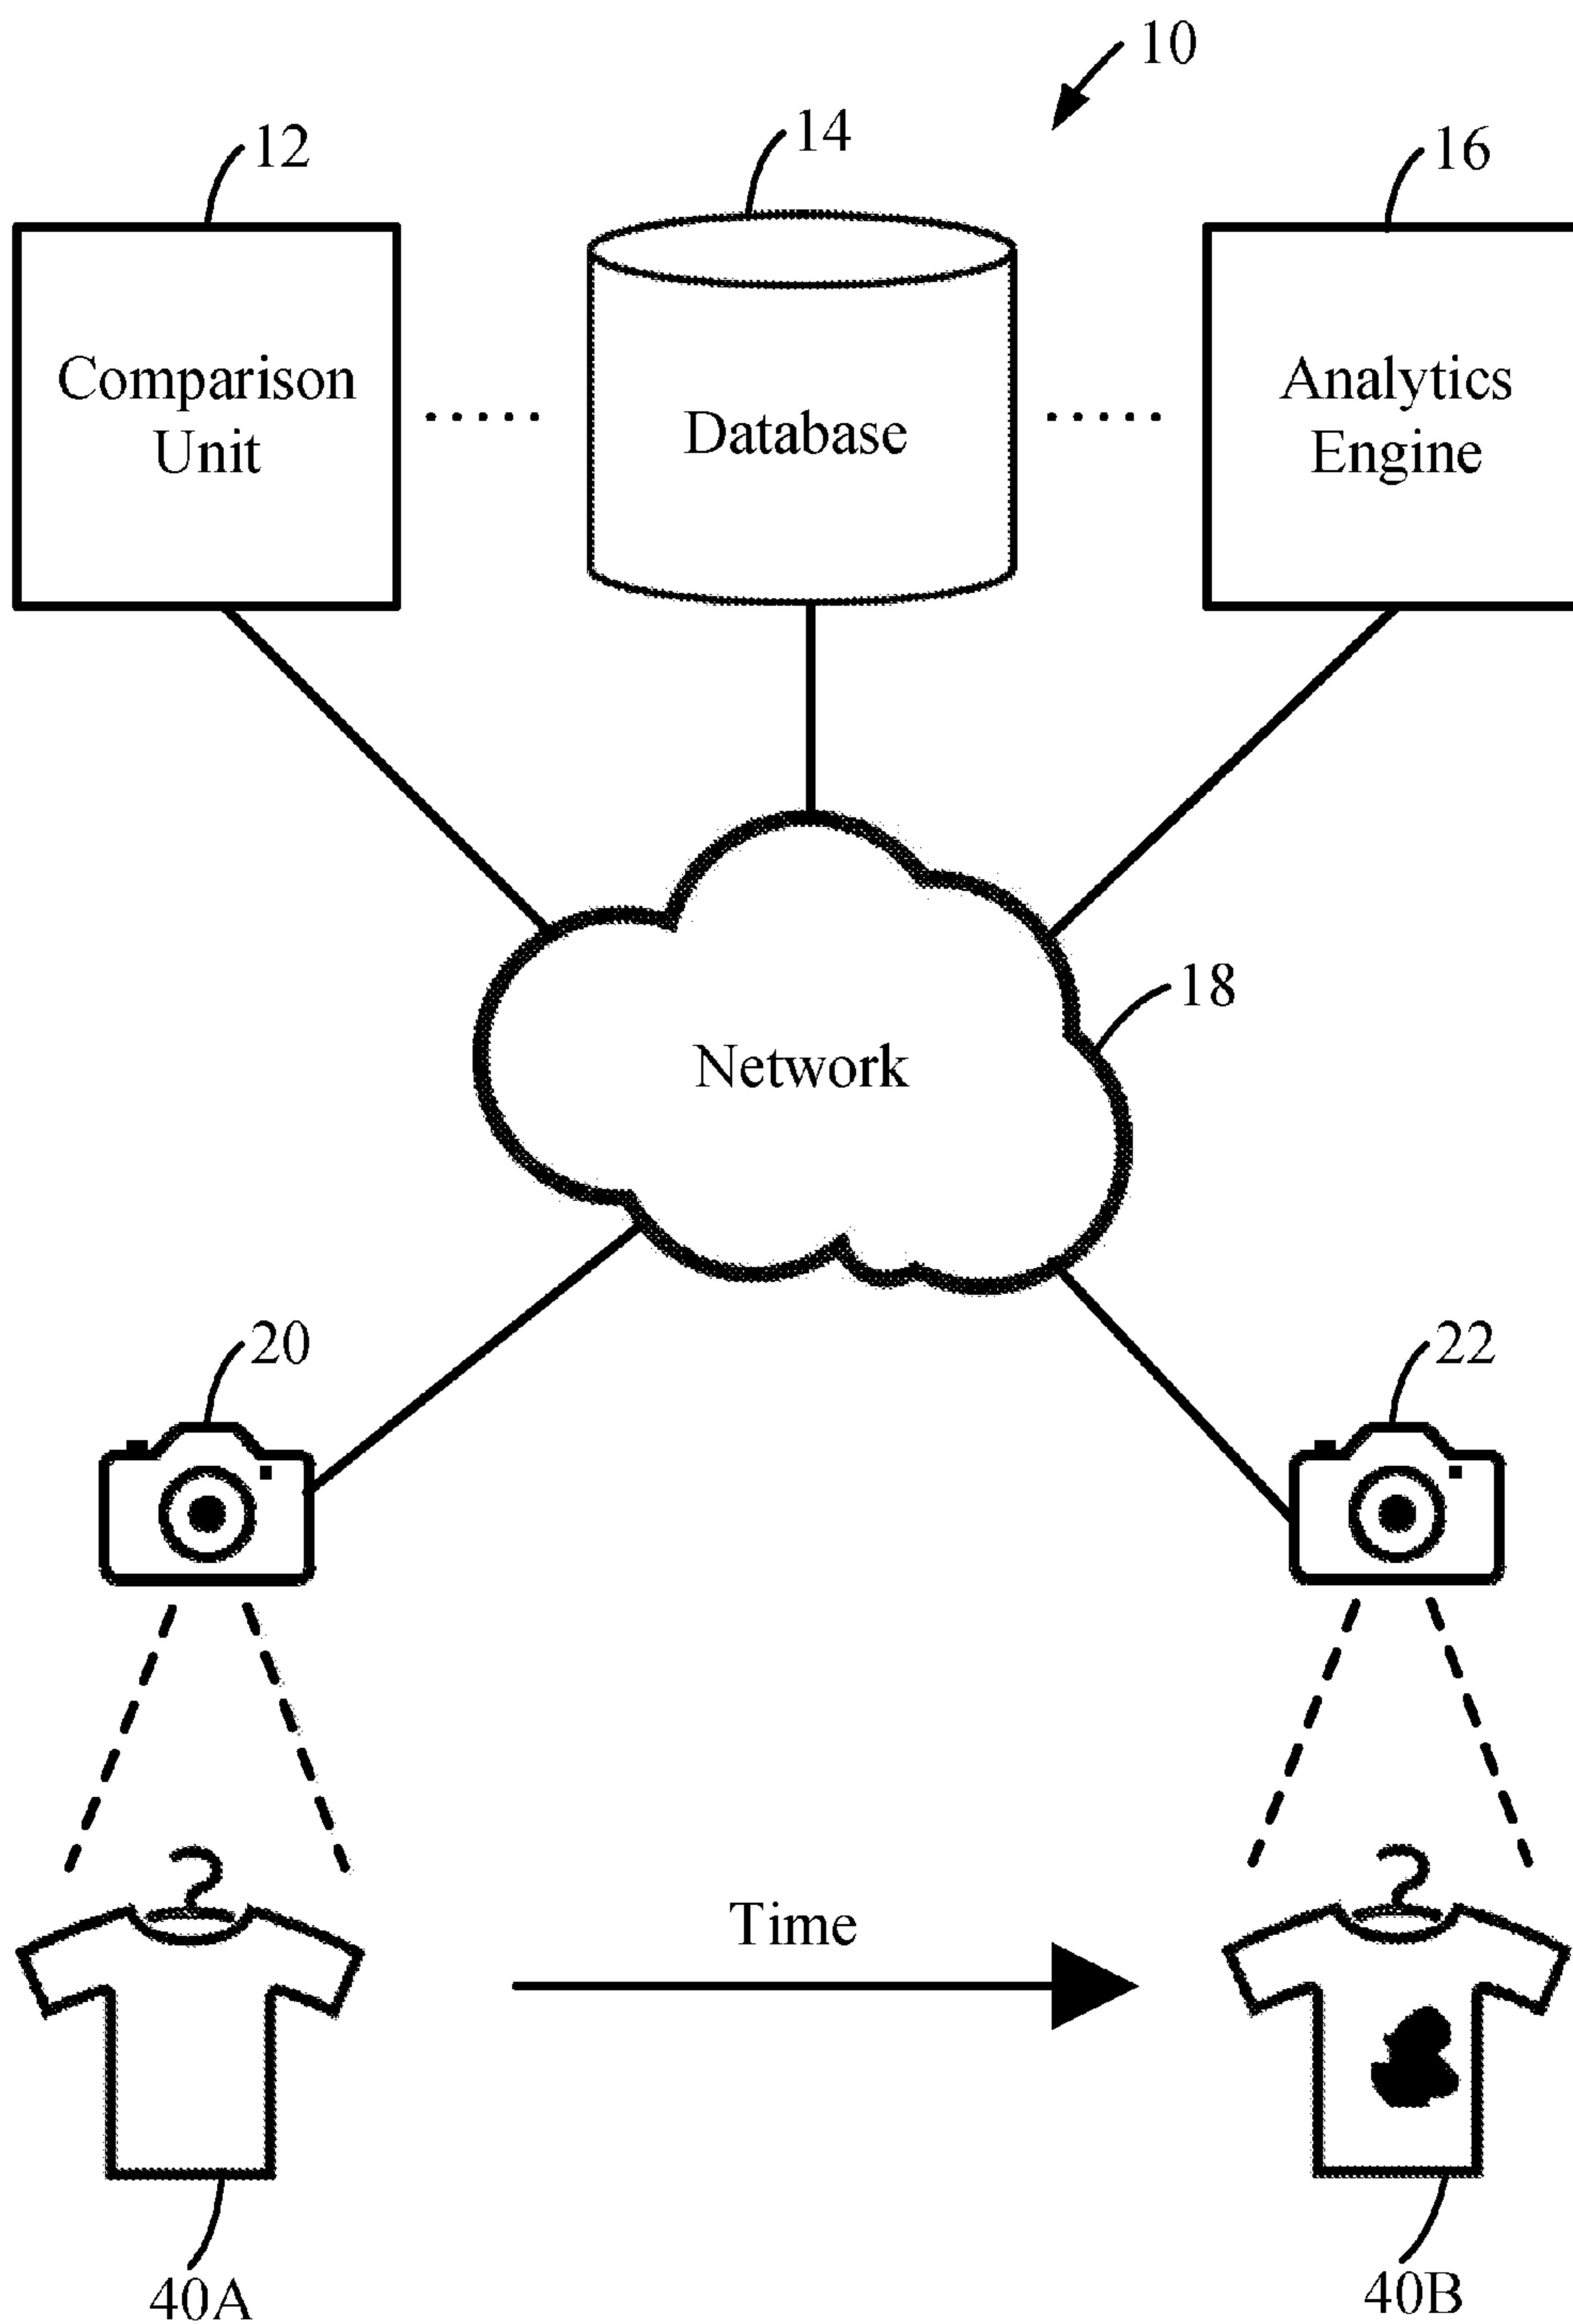 10
12
14
16
Comparison
Unit
Database
Analytics
Engine
18
Network
20
22
Time
40A
40B